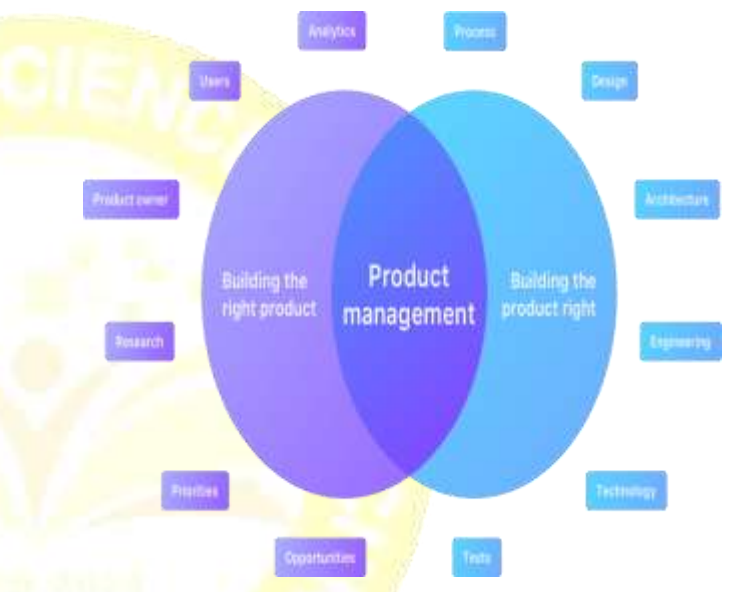 Analytics
Process
Users
Design
Product owner
Architecture
Building the
right product
Product
management
Building the
product right
Research
Engineering
Priorities
Technology
Opportunities
Tests